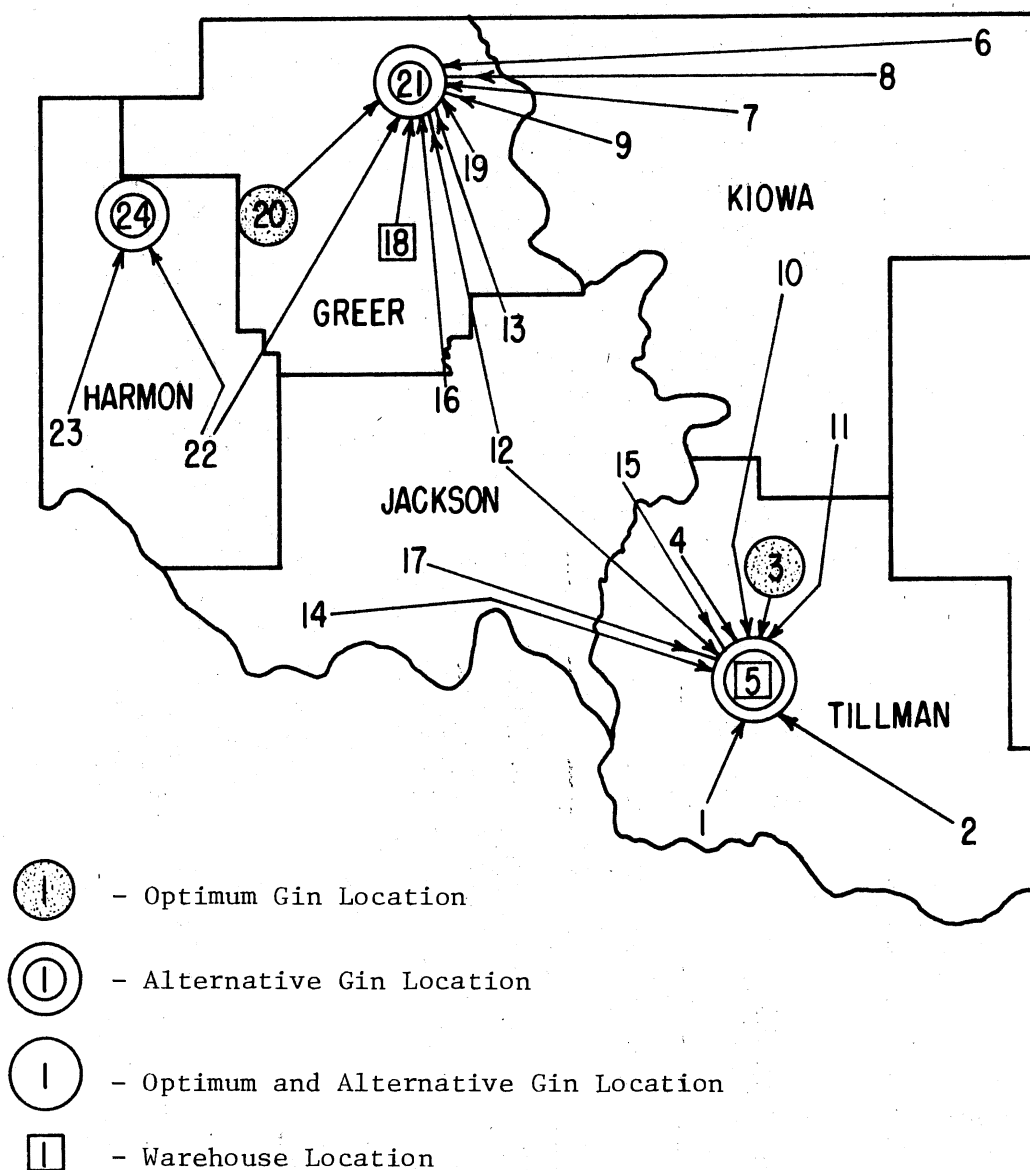 6
21
8
7
9
19
24
20
KIOWA
18
10
GREER
13
HARMON
16
11
23
22
12
15
JACKSON
4
17
3
14
5
TILLMAN
1
2
1 - Optimum Gin Location
1 - Alternative Gin Location
1 - Optimum and Alternative Gin Location
1 - Warehouse Location